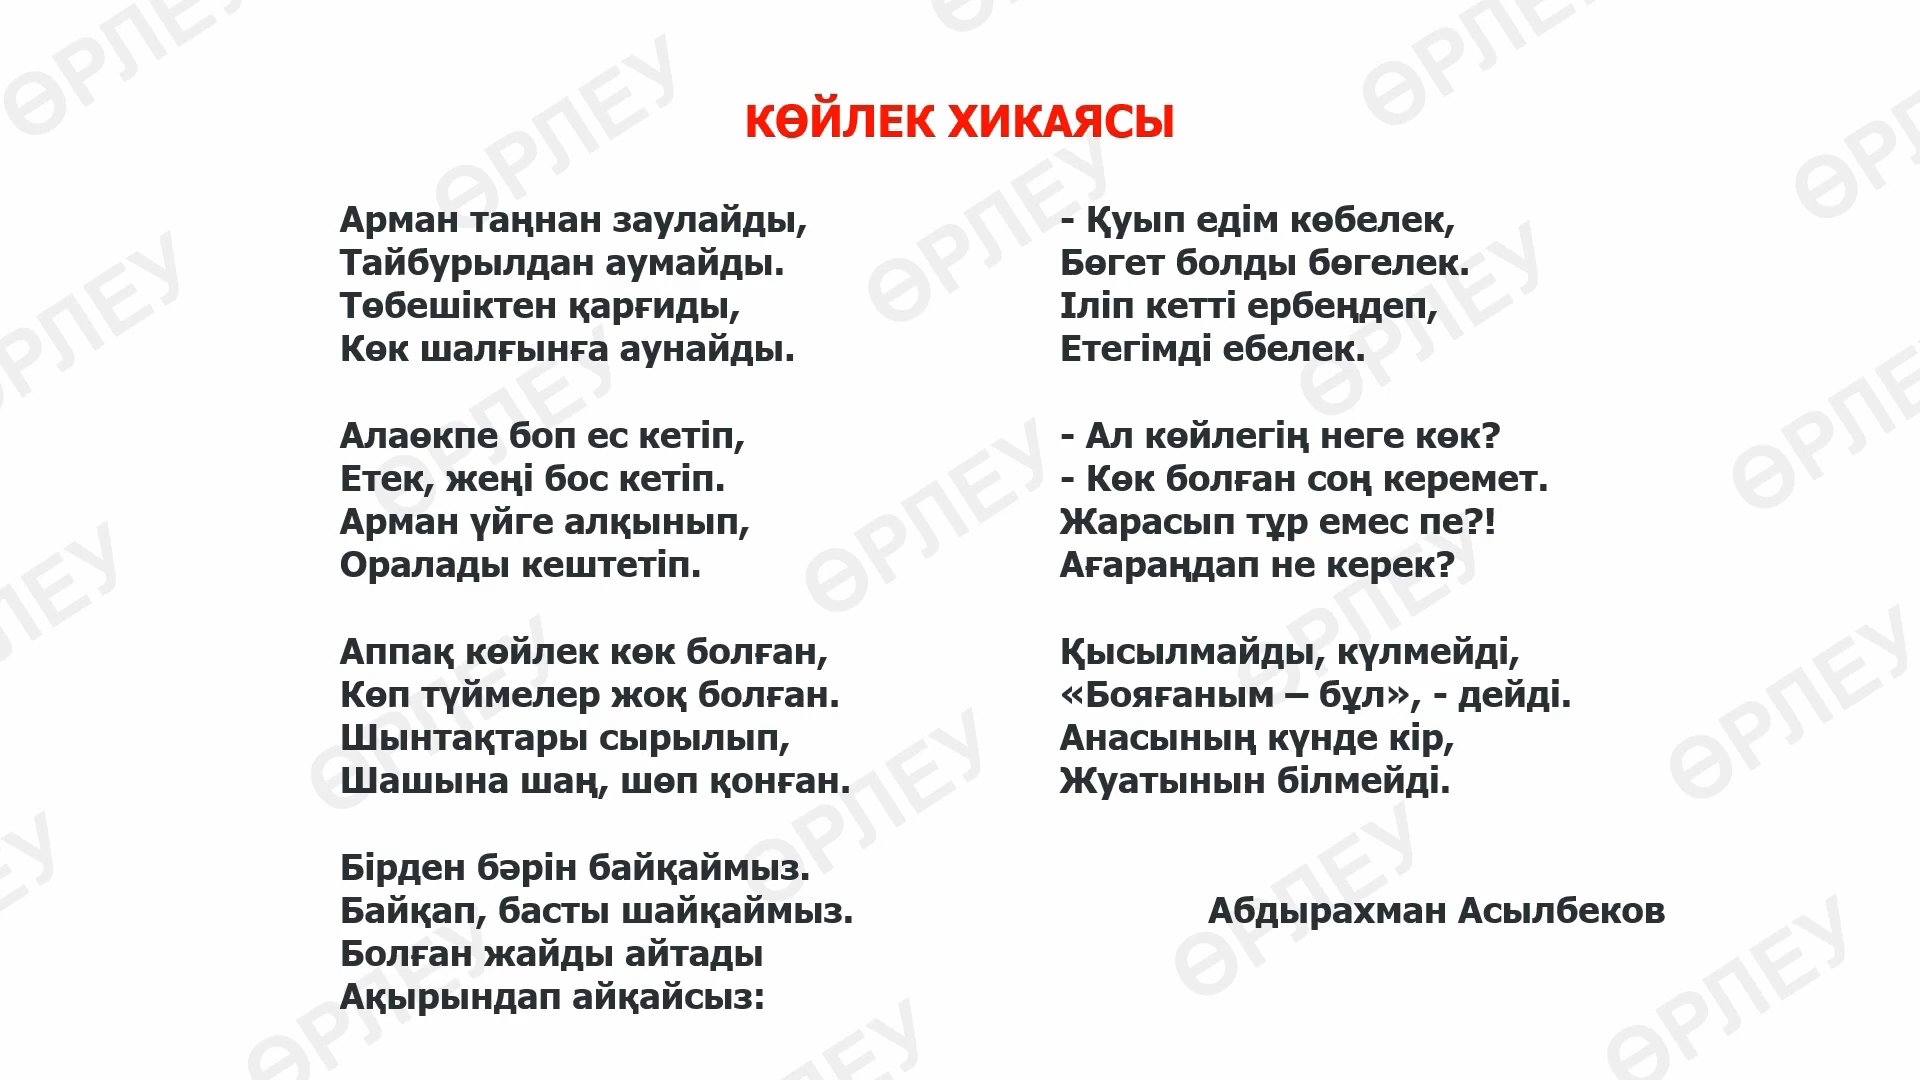 КӨЙЛЕК ХИКАЯСЫ
Арман таңнан заулайды,
Тайбурылдан аумайды.
Төбешіктен қарғиды,
Көк шалғынға аунайды.
Алаөкпе боп ес кетіп,
Етек, жеңі бос кетіп.
Арман үйге алқынып,
Оралады кештетіп.
Аппақ көйлек көк болған,
Көп түймелер жоқ болған.
Шынтақтары сырылып,
Шашына шаң, шөп қонған.
Бірден бәрін байқаймыз.
Байқап, басты шайқаймыз.
Болған жайды айтады
Ақырындап айқайсыз:
- Қуып едім көбелек,
Бөгет болды бөгелек.
Іліп кетті ербеңдеп,
Етегімді ебелек.
- Ал көйлегің неге көк?
- Көк болған соң керемет.
Жарасып тұр емес пе?!
Ағараңдап не керек?
Қысылмайды, күлмейді,
«Бояғаным – бұл», - дейді.
Анасының күнде кір,
Жуатынын білмейді.
Абдырахман Асылбеков
ӨРЛЕУ